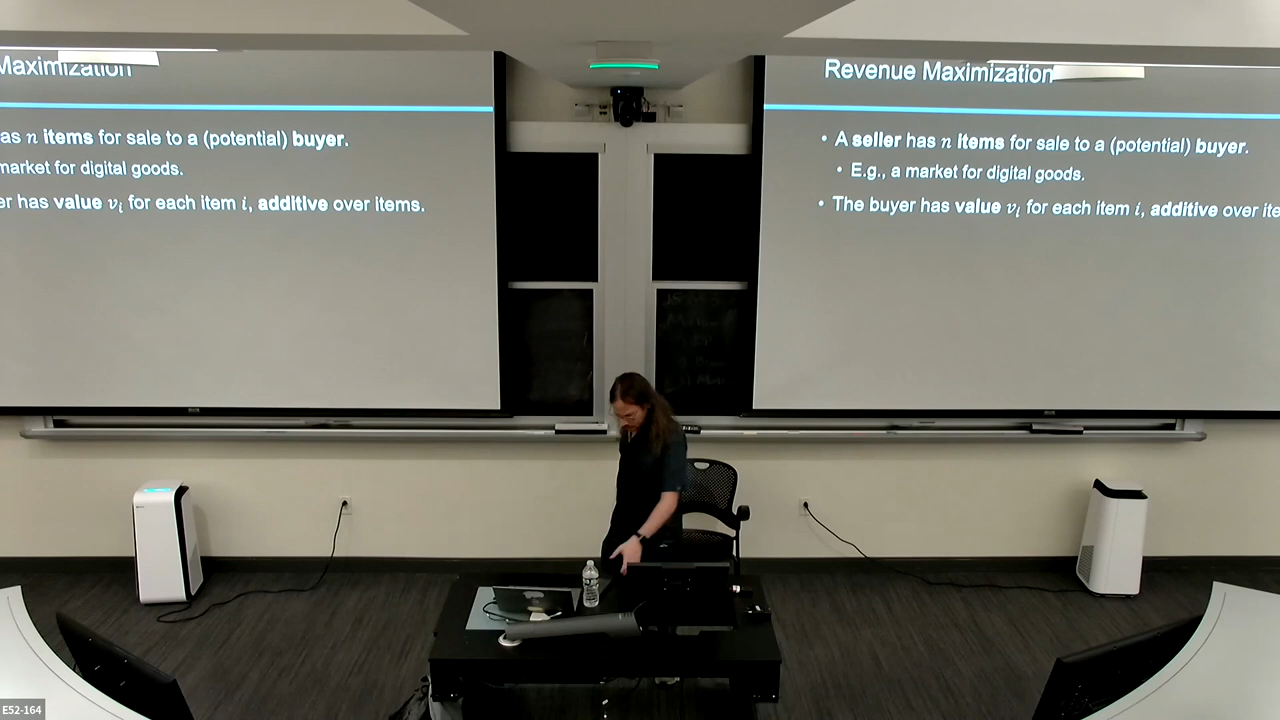 Maximization
as n items for sale to a (potential) buyer.
market for digital goods.
er has value vᵢ for each item i, additive over items.
Revenue Maximization
• A seller has n items for sale to a (potential) buyer.
• E.g., a market for digital goods.
• The buyer has value vᵢ for each item i, additive over ite
E52-164